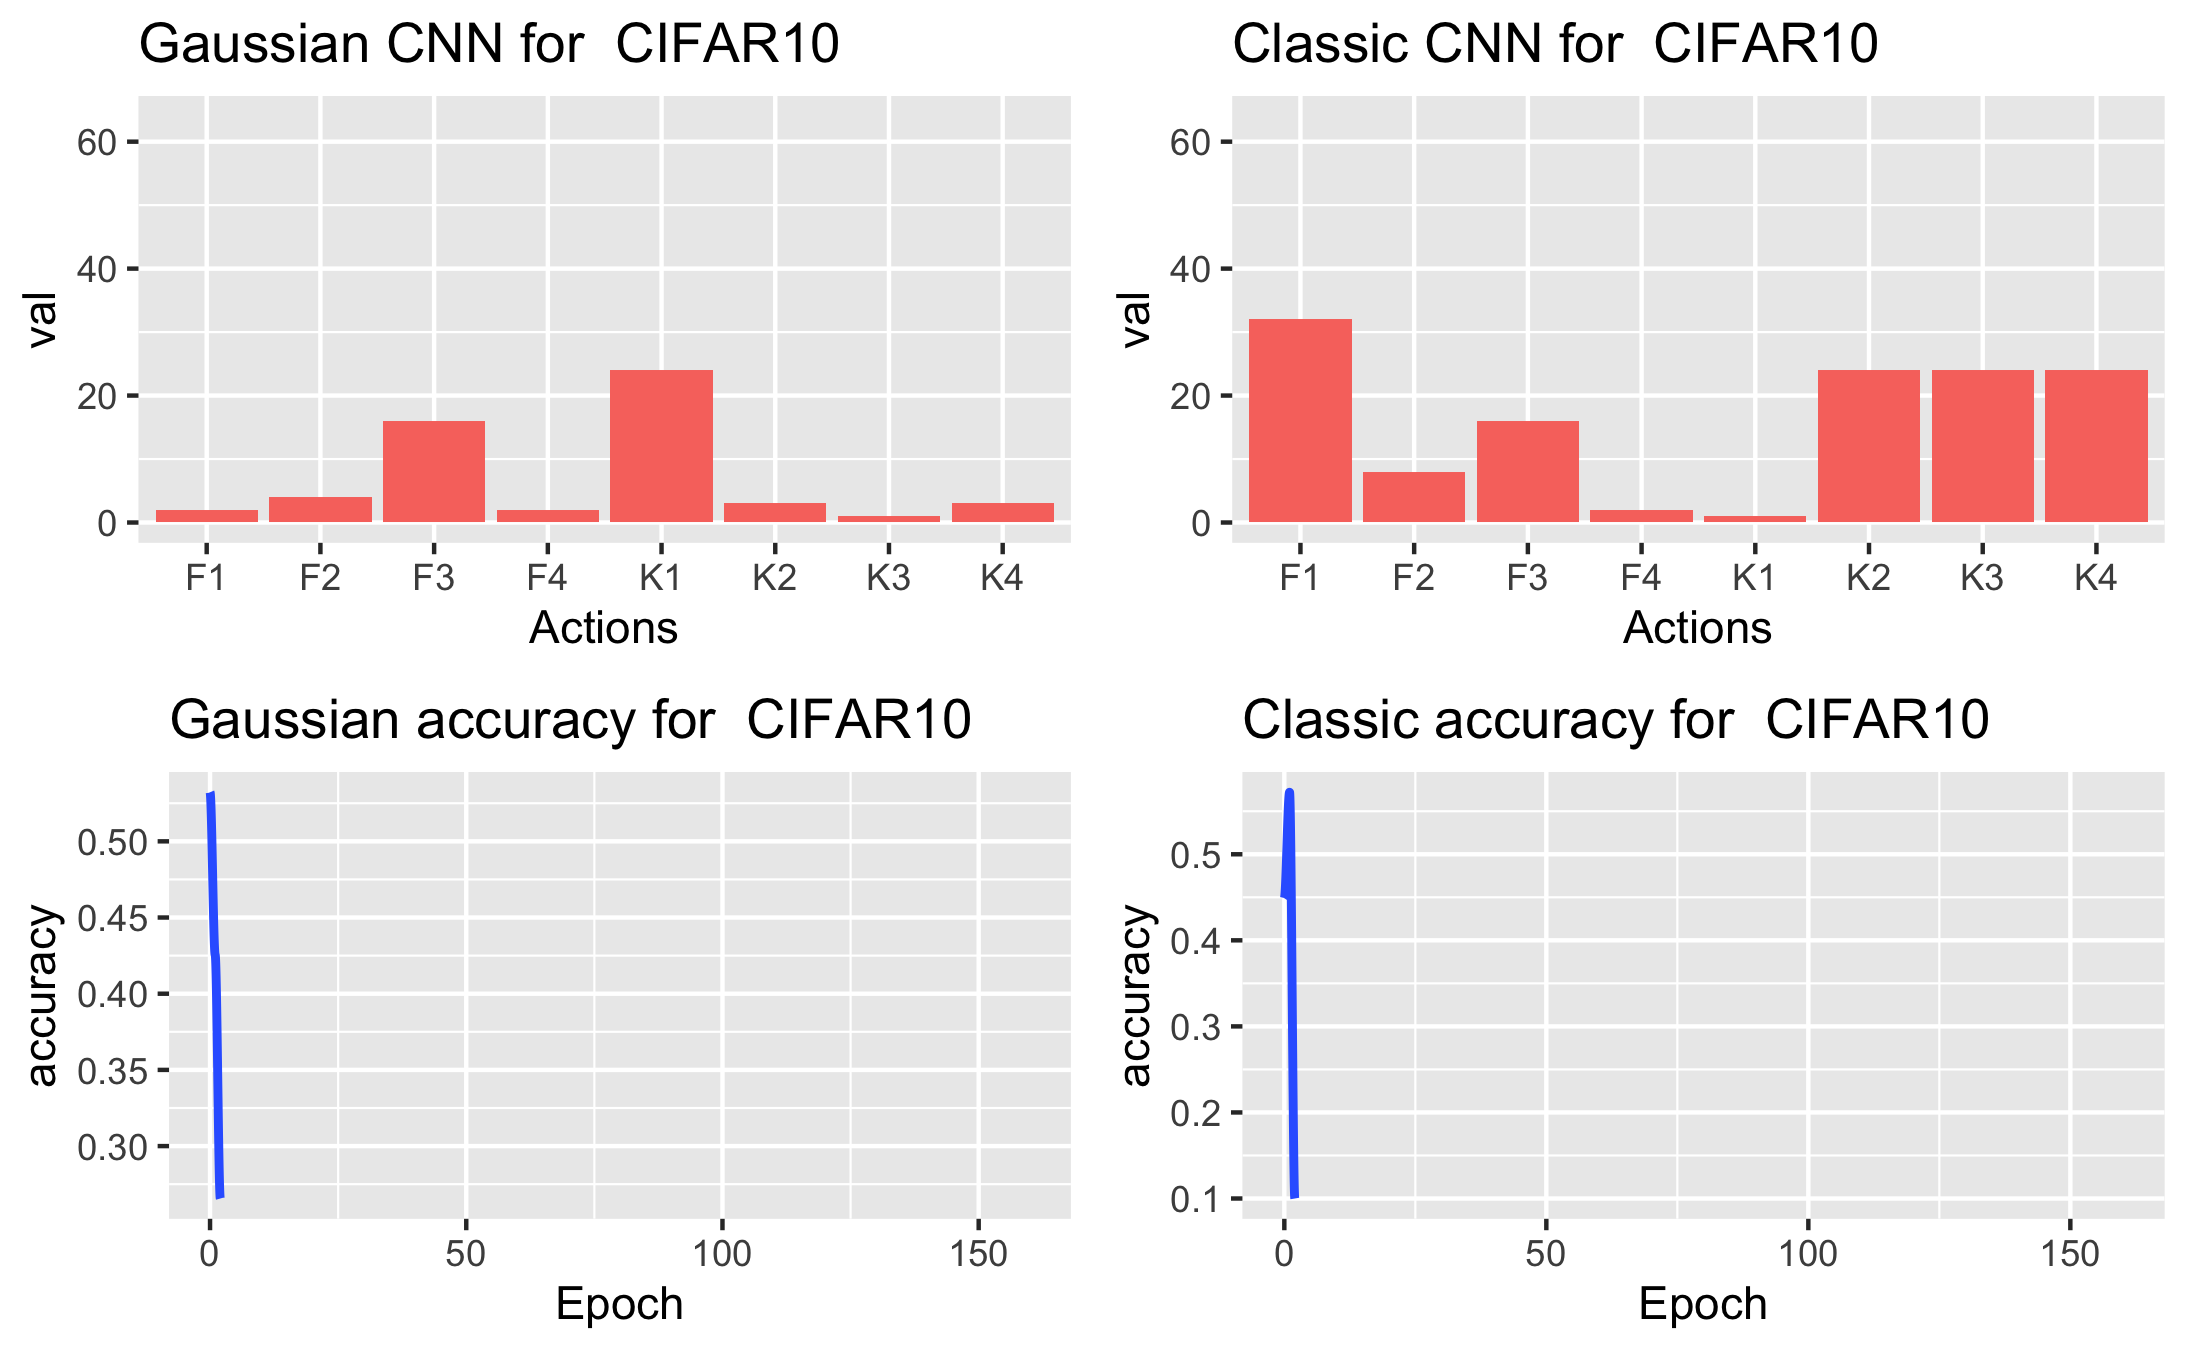 Gaussian CNN for  CIFAR10
60
40
20
0
val
F1 F2 F3 F4 K1 K2 K3 K4
Actions
Classic CNN for  CIFAR10
60
40
20
0
val
F1 F2 F3 F4 K1 K2 K3 K4
Actions
Gaussian accuracy for  CIFAR10
0.50
0.45
0.40
0.35
0.30
accuracy
0 50 100 150
Epoch
Classic accuracy for  CIFAR10
0.5
0.4
0.3
0.2
0.1
accuracy
0 50 100 150
Epoch